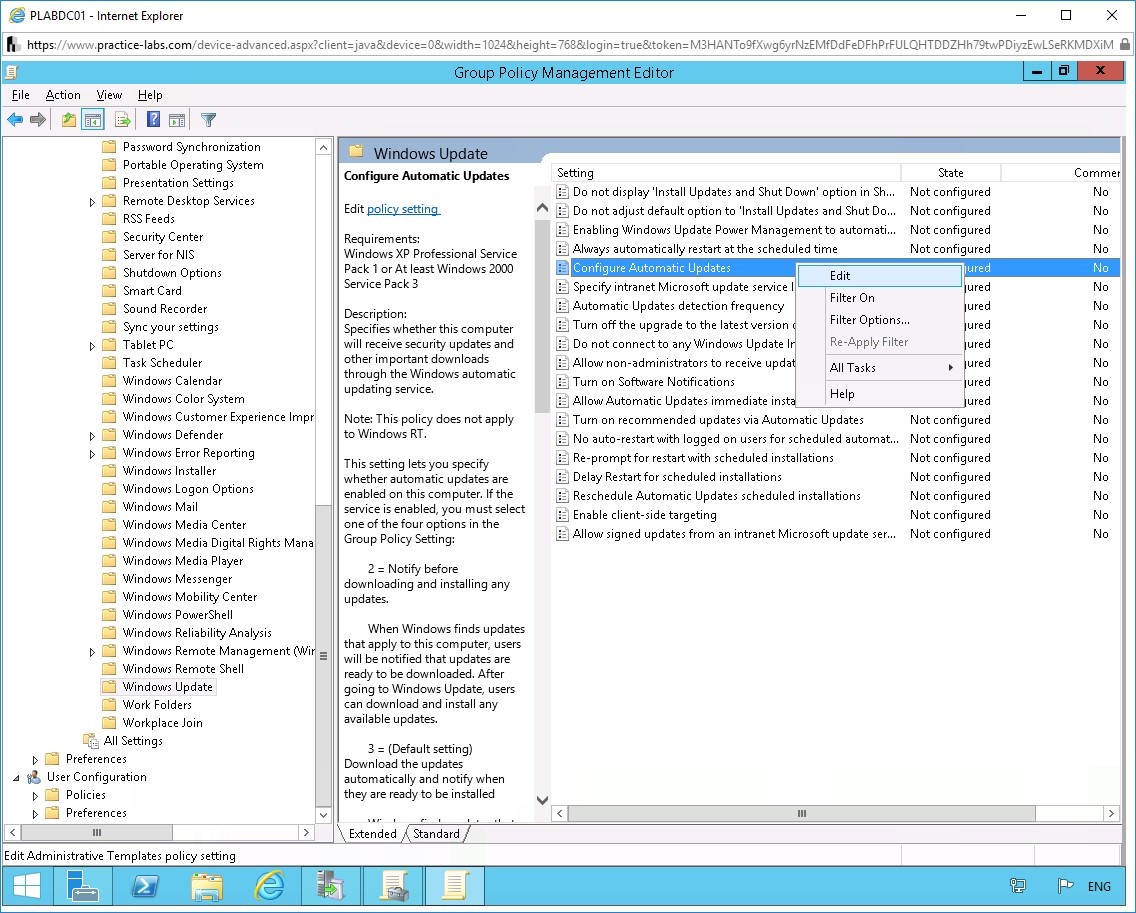 PLABDC01 - Internet Explorer
https://www.practice-labs.com/device-advanced.aspx?client=java&device=0&width=1024&height=768&login=true&token=M3HANTo9fXwg6yrNzEMfDdFeDFhPrFULQHTDDZHh79twPDiyzEwLSeRKMDXiM
Group Policy Management Editor
File Action View Help
Password Synchronization
Portable Operating System
Presentation Settings
Remote Desktop Services
RSS Feeds
Security Center
Server for NIS
Shutdown Options
Smart Card
Sound Recorder
Sync your settings
Tablet PC
Task Scheduler
Windows Calendar
Windows Color System
Windows Customer Experience Impr
Windows Defender
Windows Error Reporting
Windows Installer
Windows Logon Options
Windows Mail
Windows Media Center
Windows Media Digital Rights Mana
Windows Media Player
Windows Messenger
Windows Mobility Center
Windows PowerShell
Windows Reliability Analysis
Windows Remote Management (Wir
Windows Remote Shell
Windows Update
Work Folders
Workplace Join
All Settings
Preferences
User Configuration
Policies
Preferences
Windows Update
Configure Automatic Updates
Edit policy setting
Requirements:
Windows XP Professional Service
Pack 1 or At least Windows 2000
Service Pack 3
Description:
Specifies whether this computer
will receive security updates and
other important downloads
through the Windows automatic
updating service.
Note: This policy does not apply
to Windows RT.
This setting lets you specify
whether automatic updates are
enabled on this computer. If the
service is enabled, you must select
one of the four options in the
Group Policy Setting:
2 = Notify before
downloading and installing any
updates.
When Windows finds updates
that apply to this computer, users
will be notified that updates are
ready to be downloaded. After
going to Windows Update, users
can download and install any
available updates.
3 = (Default setting)
Download the updates
automatically and notify when
they are ready to be installed
Setting State Commer
Do not display 'Install Updates and Shut Down' option in Sh... Not configured No
Do not adjust default option to 'Install Updates and Shut Do... Not configured No
Enabling Windows Update Power Management to automati... Not configured No
Always automatically restart at the scheduled time Not configured No
Configure Automatic Updates ured No
Specify intranet Microsoft update service l ured No
Automatic Updates detection frequency ured No
Turn off the upgrade to the latest version ured No
Do not connect to any Windows Update In ured No
Allow non-administrators to receive updat ured No
Turn on Software Notifications ured No
Allow Automatic Updates immediate insta ured No
Turn on recommended updates via Automatic Updates Not configured No
No auto-restart with logged on users for scheduled automat... Not configured No
Re-prompt for restart with scheduled installations Not configured No
Delay Restart for scheduled installations Not configured No
Reschedule Automatic Updates scheduled installations Not configured No
Enable client-side targeting Not configured No
Allow signed updates from an intranet Microsoft update ser... Not configured No
Edit
Filter On
Filter Options...
Re-Apply Filter
All Tasks
Help
Extended Standard
Edit Administrative Templates policy setting
ENG